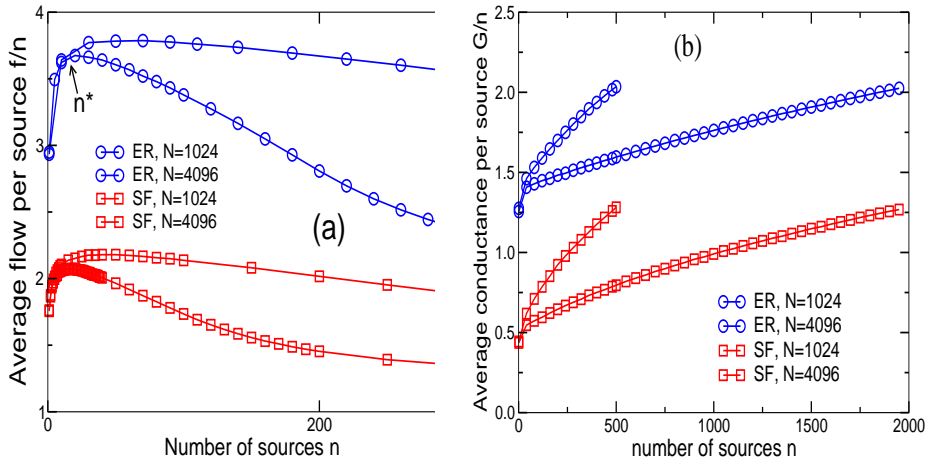 Average flow per source f/n
4
3
2
1
n*
ER, N=1024
ER, N=4096
SF, N=1024
SF, N=4096
(a)
0
200
Number of sources n
Average conductance per source G/n
2.5
2.0
1.5
1.0
0.5
0.0
(b)
ER, N=1024
ER, N=4096
SF, N=1024
SF, N=4096
0
500
1000
1500
2000
number of sources n